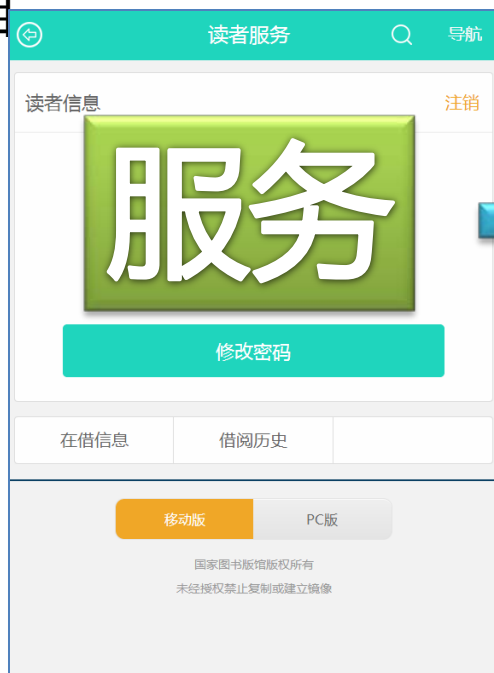 读者服务 导航
读者信息 注销
服务
修改密码
在借信息 借阅历史
移动版 PC版
国家图书版馆版权所有
未经授权禁止复制或建立镜像